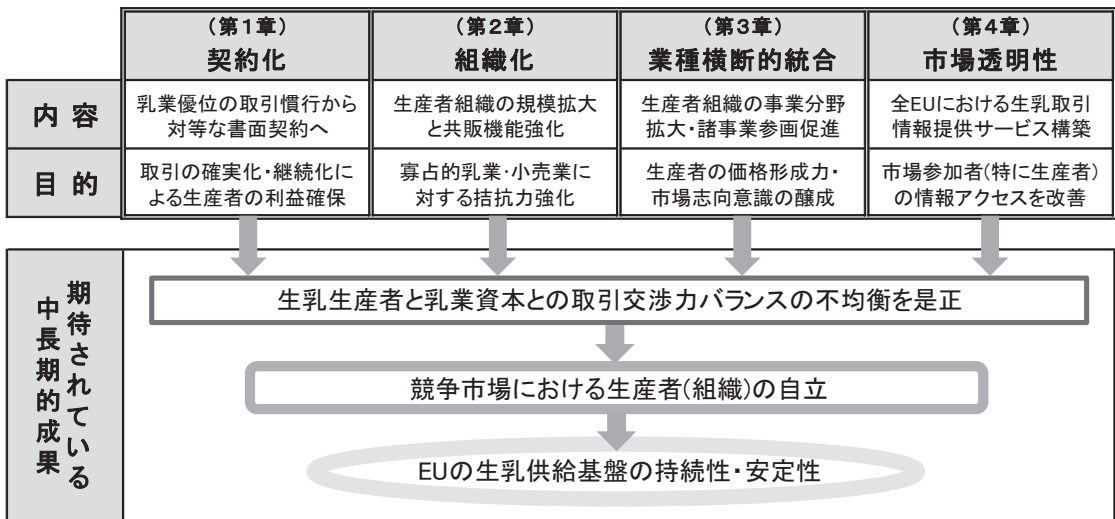 (第1章)
契約化
(第2章)
組織化
(第3章)
業種横断的統合
(第4章)
市場透明性
内容
乳業優位の取引慣行から
対等な書面契約へ
生産者組織の規模拡大
と共販機能強化
生産者組織の事業分野
拡大・諸事業参画促進
全EUにおける生乳取引
情報提供サービス構築
目的
取引の確実化・継続化に
よる生産者の利益確保
寡占的乳業・小売業に
対する拮抗力強化
生産者の価格形成力・
市場志向意識の醸成
市場参加者(特に生産者)
の情報アクセスを改善
期待されている
中長期的成果
生乳生産者と乳業資本との取引交渉力バランスの不均衡を是正
競争市場における生産者(組織)の自立
EUの生乳供給基盤の持続性・安定性